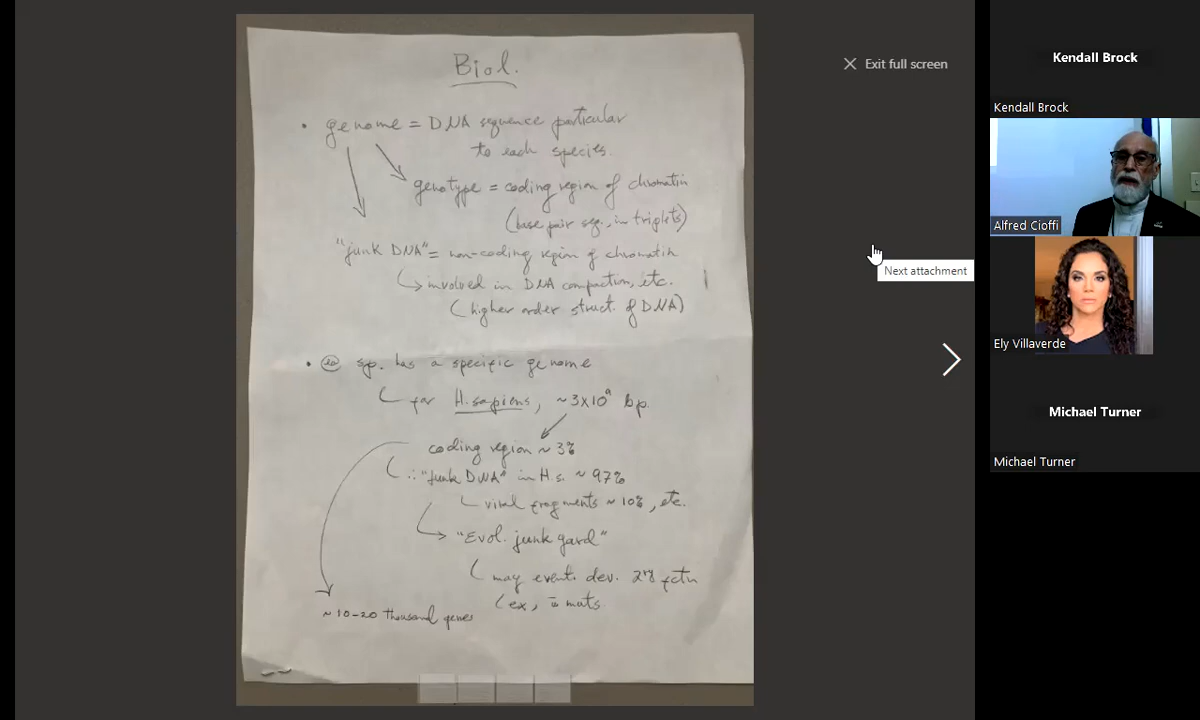 Biol.
• genome = DNA sequence particular
to each species.
genotype = coding region of chromatin
(base pair seq., in triplets)
"junk DNA" = non-coding region of chromatin
involved in DNA compaction, etc.
(higher order struct. of DNA)
• ea sp. has a specific genome
for H. sapiens, ~ 3x10⁹ bp.
coding region ~ 3%
∴ "junk DNA" in H.s. ~ 97%
viral fragments ~ 10%, etc.
"Evol. junk yard"
(may event. dev. 2ry fctn
(ex, muts
~ 10-20 thousand genes
Exit full screen
Next attachment
Kendall Brock
Kendall Brock
Alfred Cioffi
Ely Villaverde
Michael Turner
Michael Turner